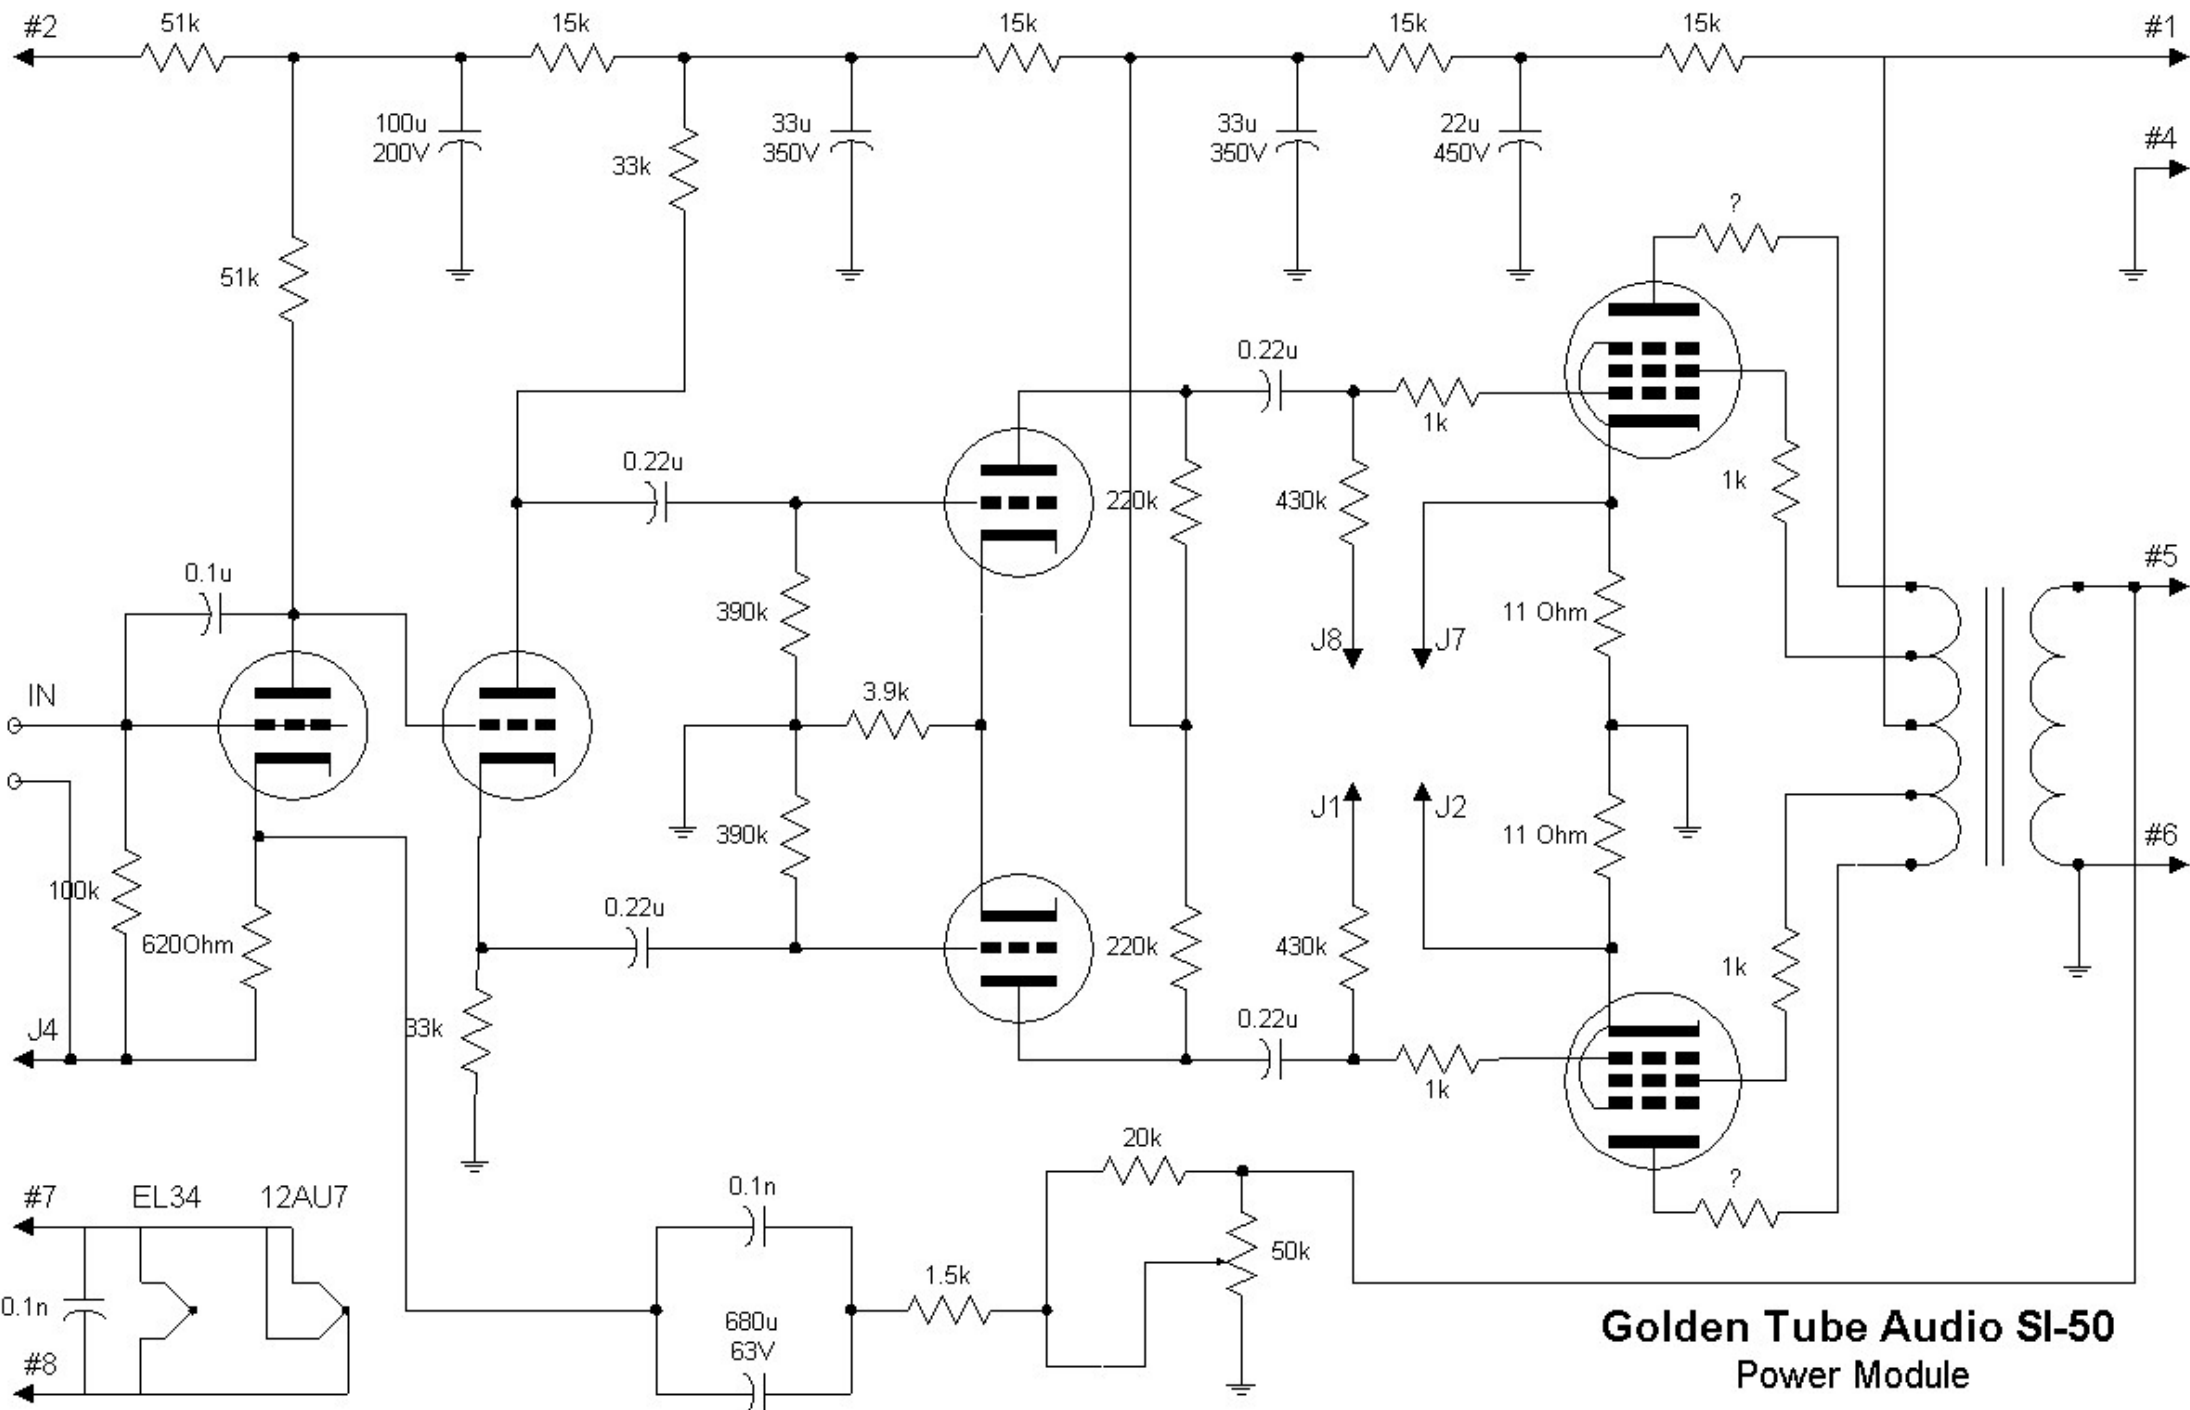 #2
51k
15k
15k
15k
15k
#1
100u
200V
33u
350V
33u
350V
22u
450V
#4
33k
?
51k
0.22u
1k
0.22u
220k
430k
1k
0.1u
390k
11 Ohm
#5
J8
J7
IN
3.9k
J1
J2
390k
11 Ohm
#6
100k
0.22u
620Ohm
220k
430k
1k
J4
33k
0.22u
1k
20k
?
#7
EL34
12AU7
0.1n
50k
0.1n
1.5k
680u
63V
#8
Golden Tube Audio SI-50
Power Module